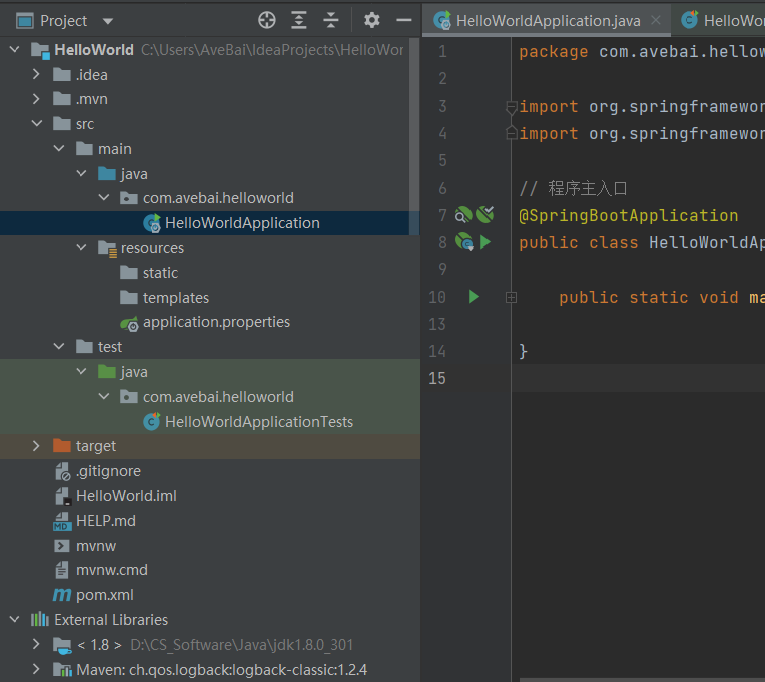 Project
HelloWorld C:\Users\AveBai\IdeaProjects\HelloWor
.idea
.mvn
src
main
java
com.avebai.helloworld
HelloWorldApplication
resources
static
templates
application.properties
test
java
com.avebai.helloworld
HelloWorldApplicationTests
target
.gitignore
HelloWorld.iml
HELP.md
mvnw
mvnw.cmd
pom.xml
External Libraries
< 1.8 > D:\CS_Software\Java\jdk1.8.0_301
Maven: ch.qos.logback:logback-classic:1.2.4
HelloWorldApplication.java HelloWor
1 package com.avebai.hellow
2
3 import org.springframewor
4 import org.springframewor
5
6 // 程序主入口
7 @SpringBootApplication
8 public class HelloWorldAp
9
10 public static void ma
13
14 }
15